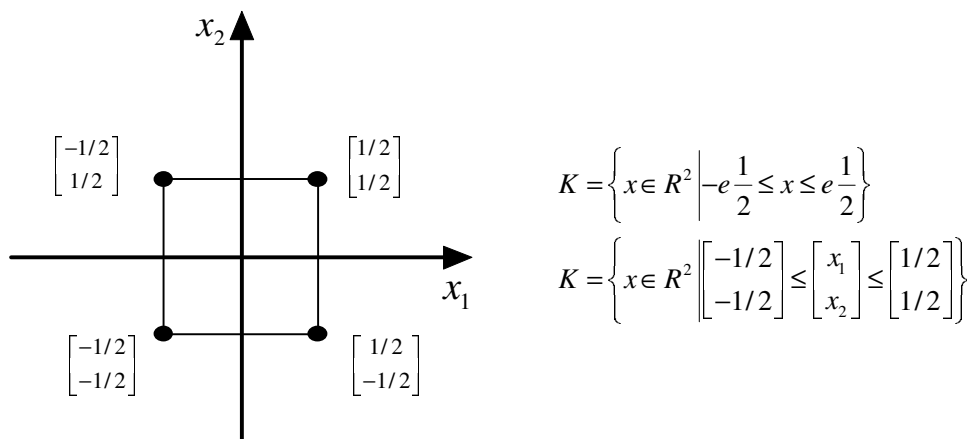 x₂
[−1/2
1/2]
[1/2
1/2]
K = {x ∈ R² | −e 1/2 ≤ x ≤ e 1/2}
K = {x ∈ R² | [−1/2 −1/2] ≤ [x₁ x₂] ≤ [1/2 1/2]}
x₁
[−1/2
−1/2]
[1/2
−1/2]